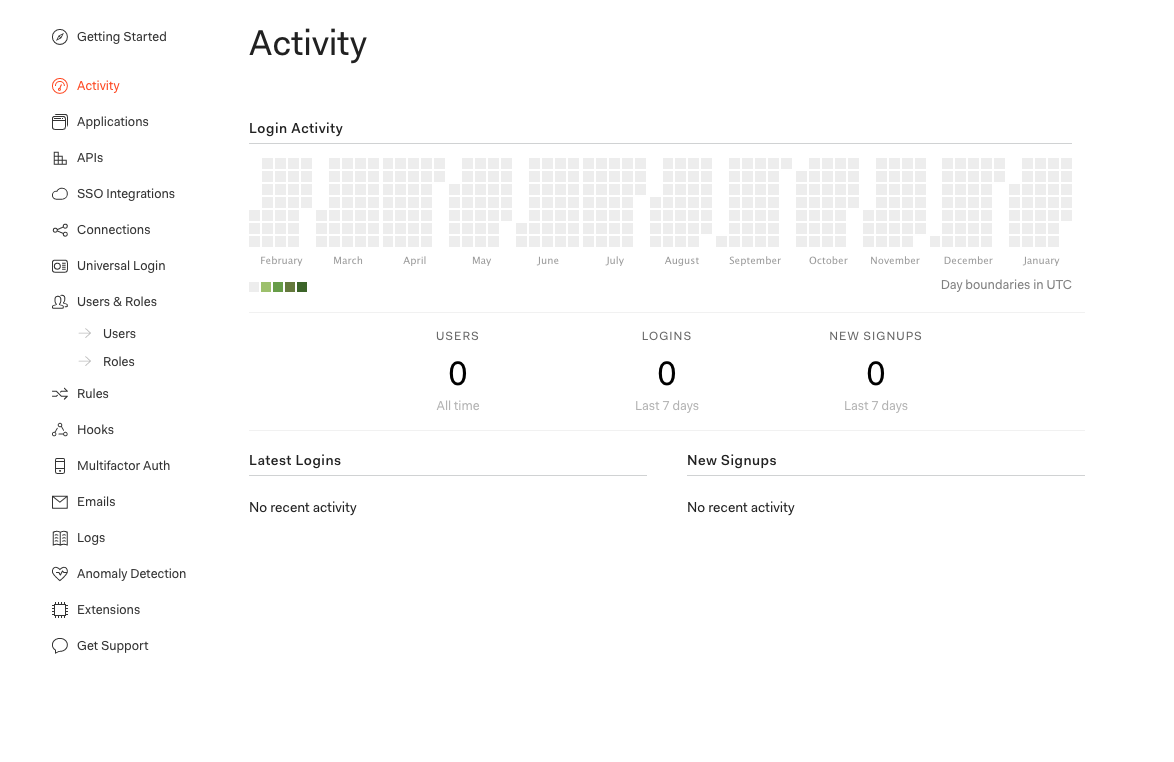 Getting Started
Activity
Applications
APIs
SSO Integrations
Connections
Universal Login
Users & Roles
Users
Roles
Rules
Hooks
Multifactor Auth
Emails
Logs
Anomaly Detection
Extensions
Get Support
Activity
Login Activity
February March April May June July August September October November December January
Day boundaries in UTC
USERS LOGINS NEW SIGNUPS
0 0 0
All time Last 7 days Last 7 days
Latest Logins
No recent activity
New Signups
No recent activity